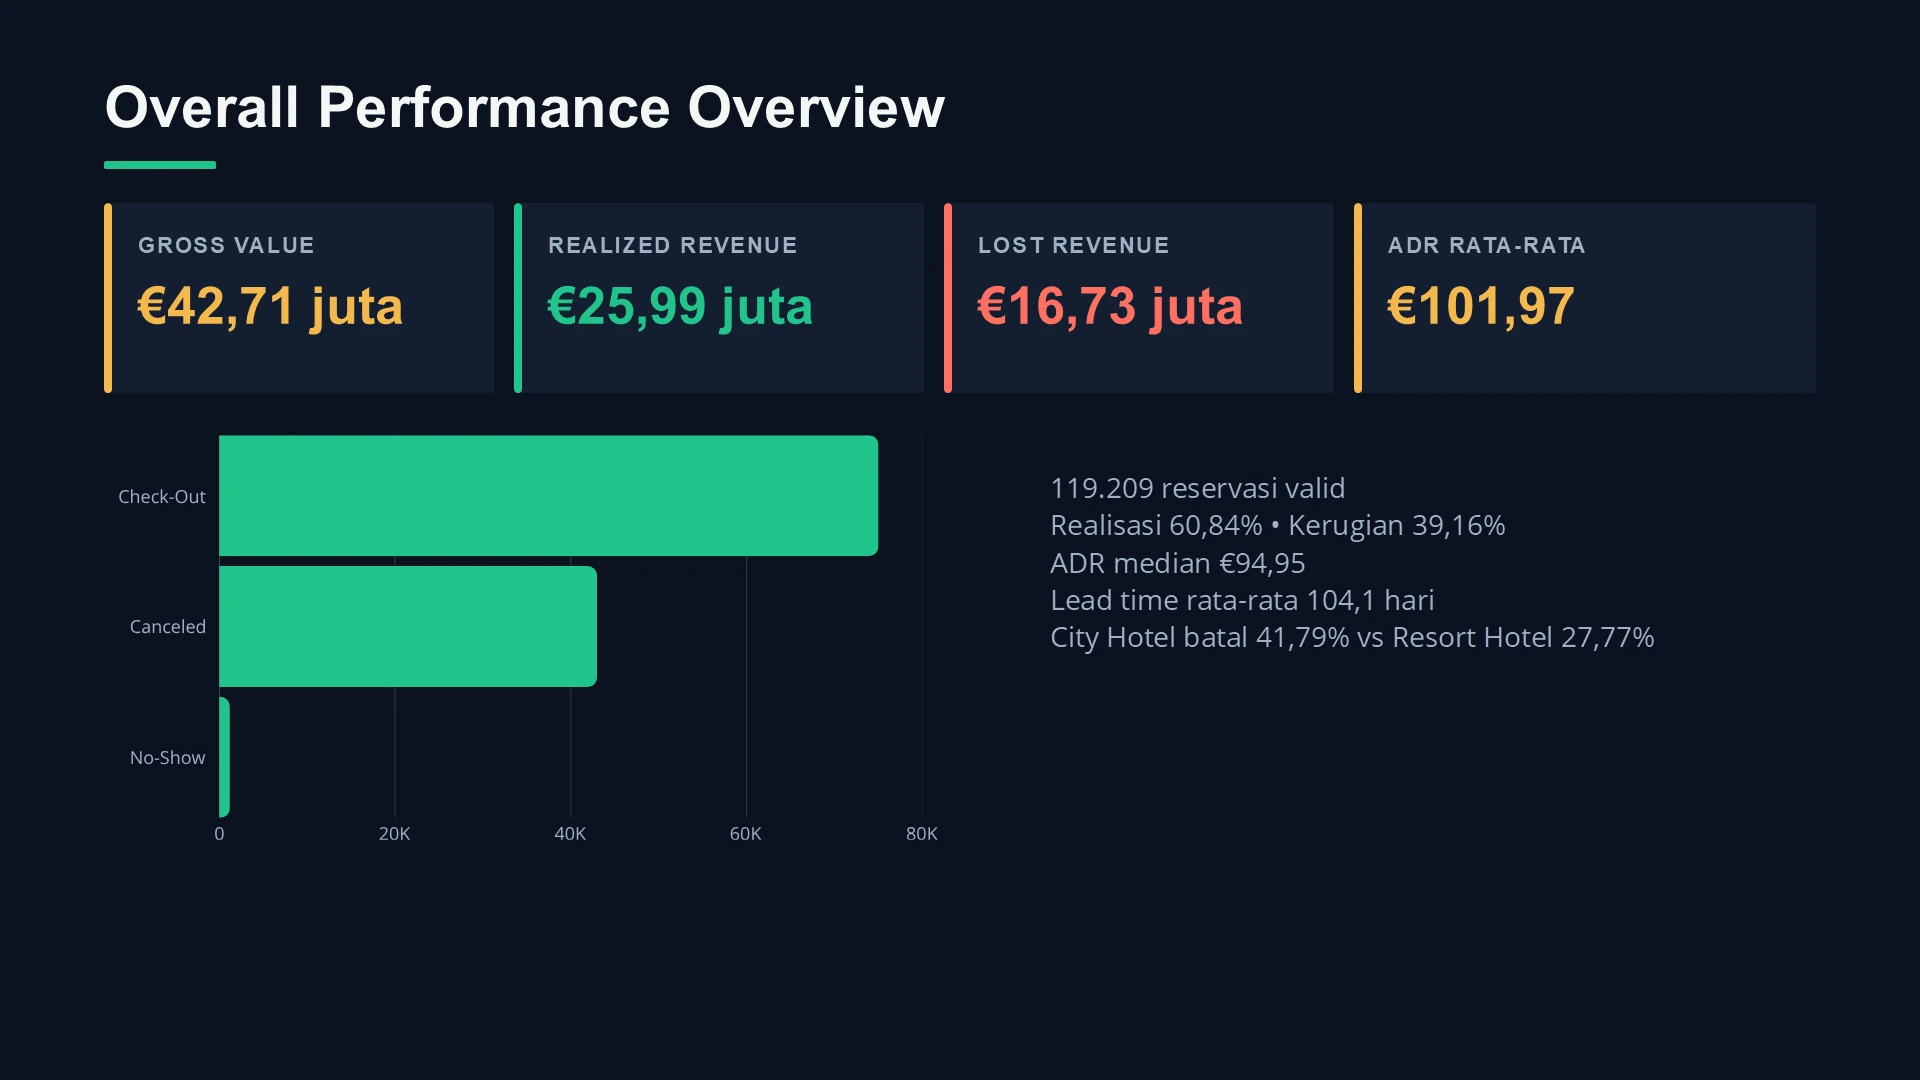 Overall Performance Overview
GROSS VALUE
€42,71 juta
REALIZED REVENUE
€25,99 juta
LOST REVENUE
€16,73 juta
ADR RATA-RATA
€101,97
Check-Out
Canceled
No-Show
0
20K
40K
60K
80K
119.209 reservasi valid
Realisasi 60,84% • Kerugian 39,16%
ADR median €94,95
Lead time rata-rata 104,1 hari
City Hotel batal 41,79% vs Resort Hotel 27,77%